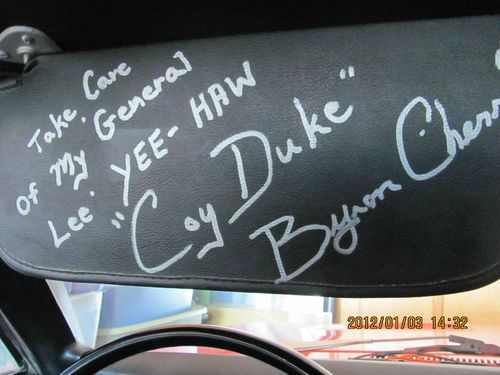 Take Care
Of My General
Lee. YEE-HAW
"Coy Duke"
Byron
2012/01/03 14:32